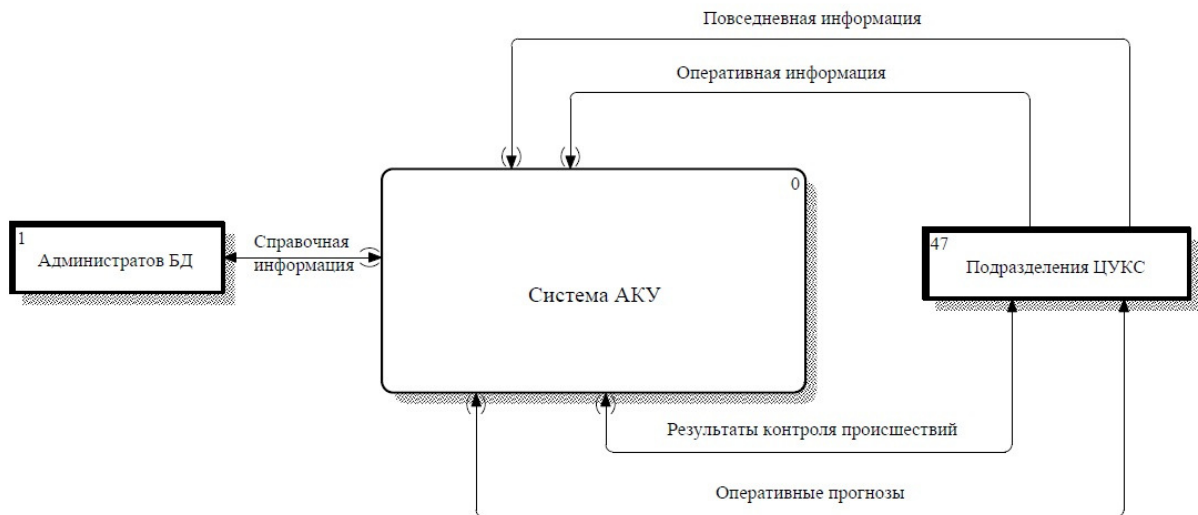 Повседневная информация
Оперативная информация
0
1
Администратов БД
Справочная
информация
Система АКУ
47
Подразделения ЦУКС
Результаты контроля происшествий
Оперативные прогнозы